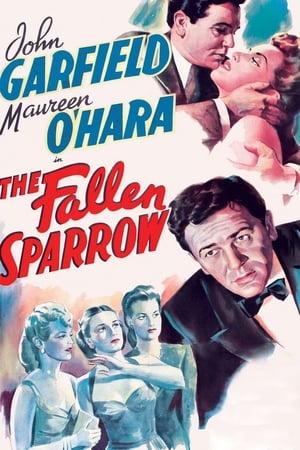 John
GARFIELD
Maureen
O'HARA
in
THE Fallen
SPARROW